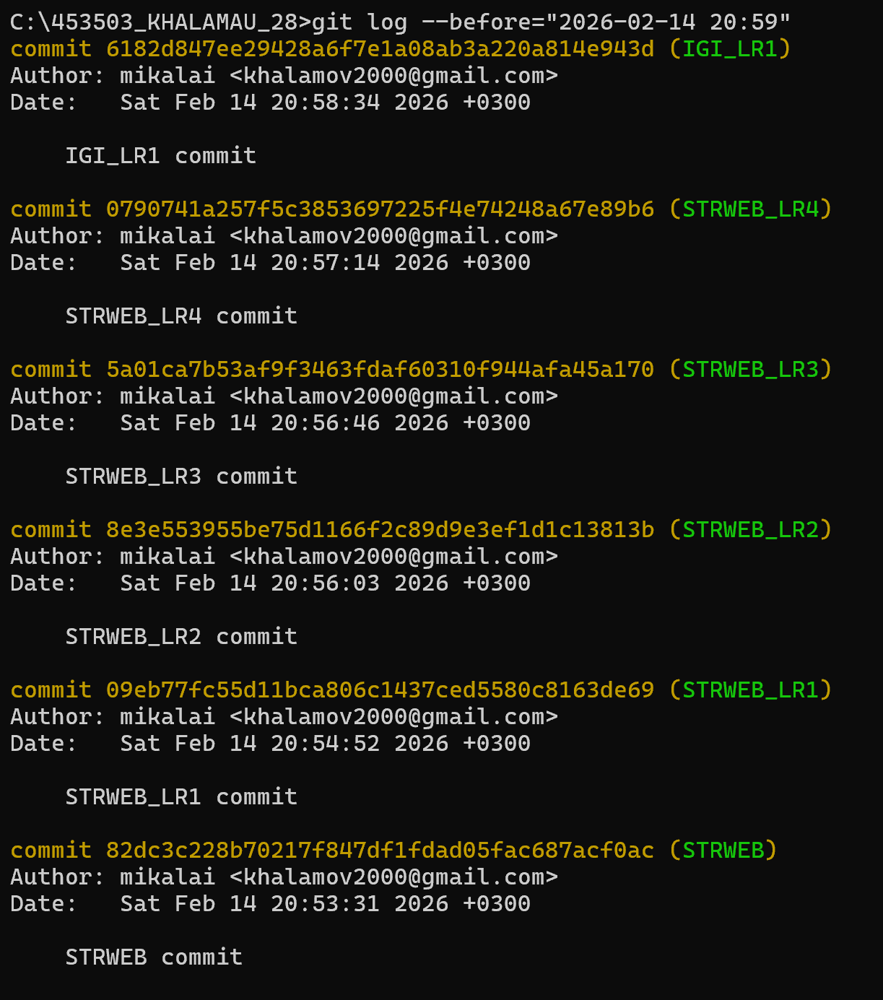 C:\453503_KHALAMAU_28>git log --before="2026-02-14 20:59"
commit 6182d847ee29428a6f7e1a08ab3a220a814e943d (IGI_LR1)
Author: mikalai <khalamov2000@gmail.com>
Date:   Sat Feb 14 20:58:34 2026 +0300

    IGI_LR1 commit

commit 0790741a257f5c3853697225f4e74248a67e89b6 (STRWEB_LR4)
Author: mikalai <khalamov2000@gmail.com>
Date:   Sat Feb 14 20:57:14 2026 +0300

    STRWEB_LR4 commit

commit 5a01ca7b53af9f3463fdaf60310f944afa45a170 (STRWEB_LR3)
Author: mikalai <khalamov2000@gmail.com>
Date:   Sat Feb 14 20:56:46 2026 +0300

    STRWEB_LR3 commit

commit 8e3e553955be75d1166f2c89d9e3ef1d1c13813b (STRWEB_LR2)
Author: mikalai <khalamov2000@gmail.com>
Date:   Sat Feb 14 20:56:03 2026 +0300

    STRWEB_LR2 commit

commit 09eb77fc55d11bca806c1437ced5580c8163de69 (STRWEB_LR1)
Author: mikalai <khalamov2000@gmail.com>
Date:   Sat Feb 14 20:54:52 2026 +0300

    STRWEB_LR1 commit

commit 82dc3c228b70217f847df1fdad05fac687acf0ac (STRWEB)
Author: mikalai <khalamov2000@gmail.com>
Date:   Sat Feb 14 20:53:31 2026 +0300

    STRWEB commit